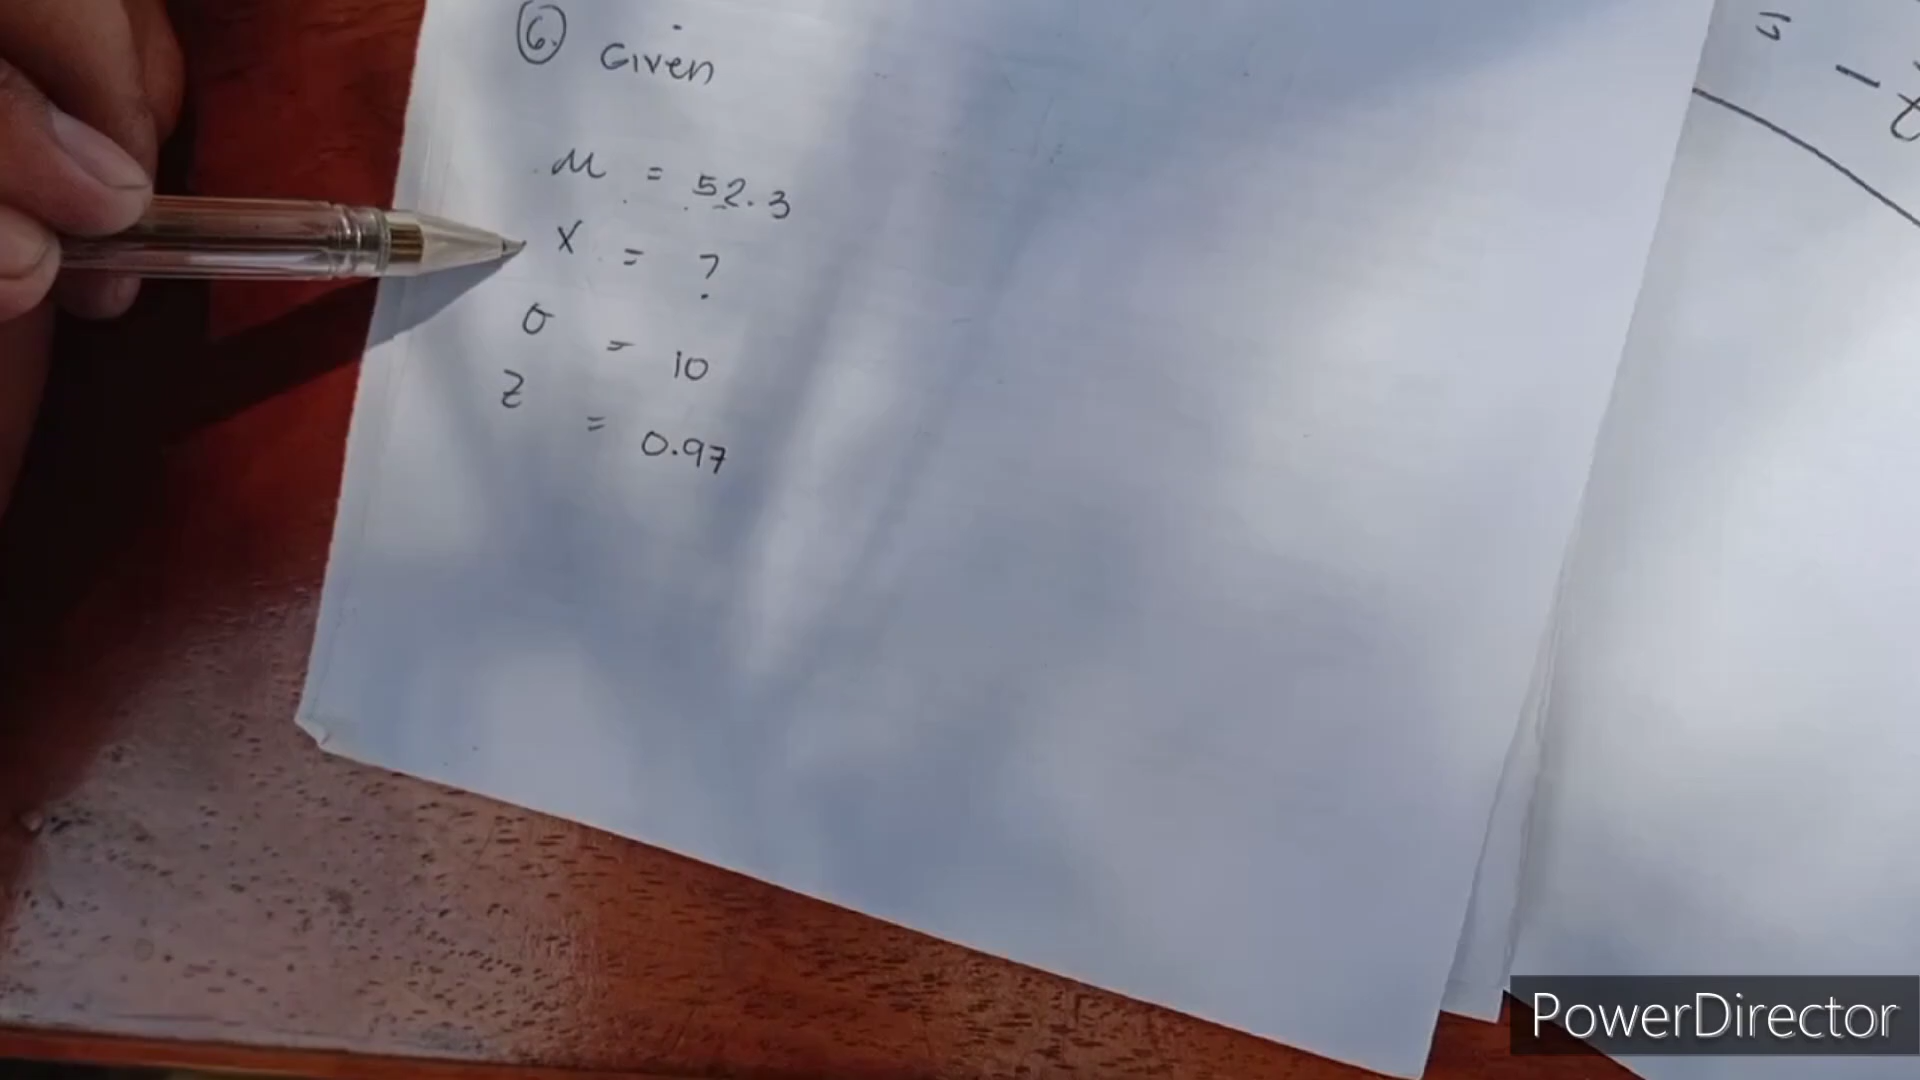 6. Given
μ = 52.3
X = ?
σ = 10
Z = 0.97
=
PowerDirector